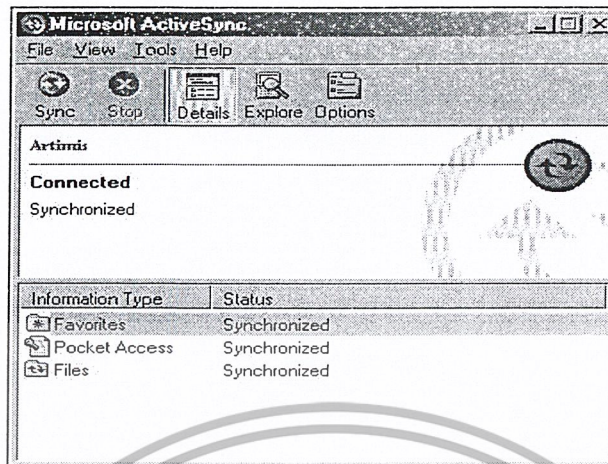 Microsoft ActiveSync
File View Tools Help
Sync Stop Details Explore Options
Artimis
Connected
Synchronized
Information Type Status
Favorites Synchronized
Pocket Access Synchronized
Files Synchronized